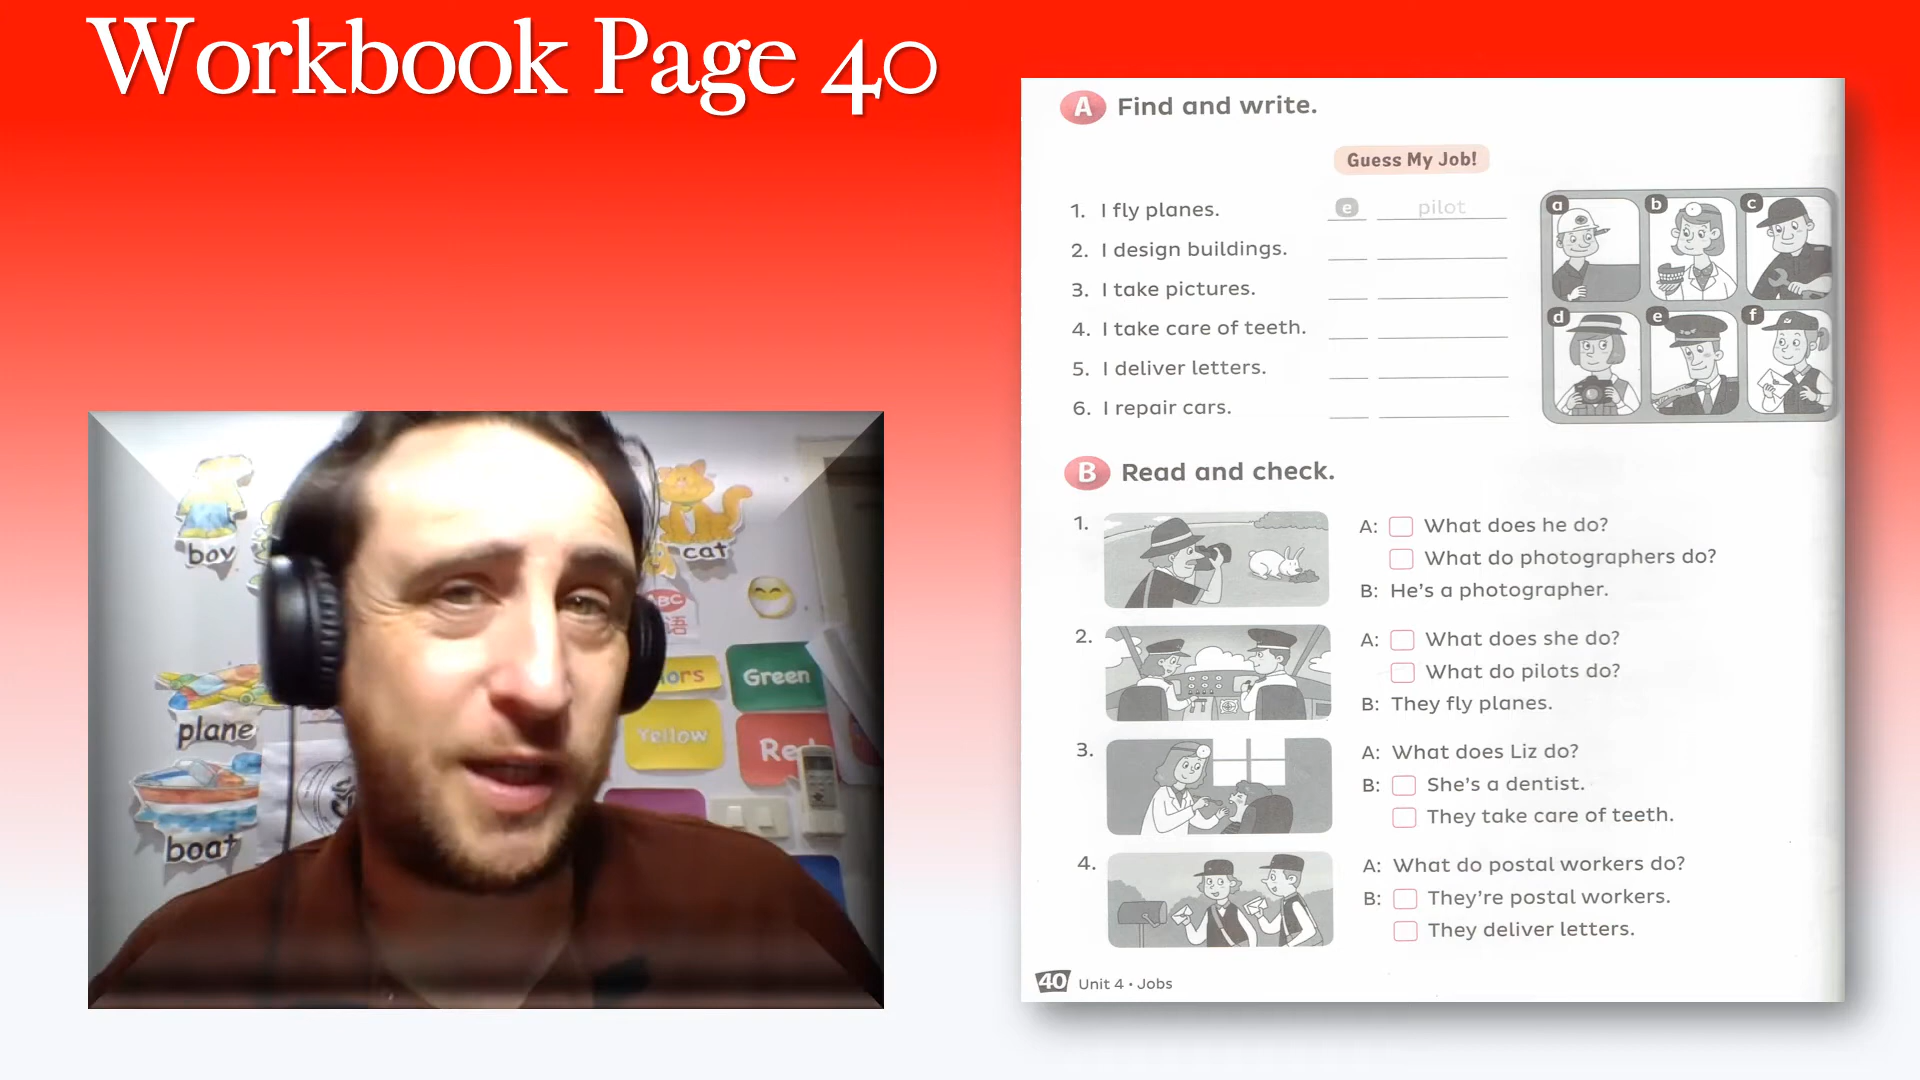 Workbook Page 40
A Find and write.
Guess My Job!
1. I fly planes. e pilot
2. I design buildings.
3. I take pictures.
4. I take care of teeth.
5. I deliver letters.
6. I repair cars.
a b c
d e f
B Read and check.
1. A: What does he do?
What do photographers do?
B: He's a photographer.
2. A: What does she do?
What do pilots do?
B: They fly planes.
3. A: What does Liz do?
B: She's a dentist.
They take care of teeth.
4. A: What do postal workers do?
B: They're postal workers.
They deliver letters.
40 Unit 4 • Jobs
boy
cat
ABC
语
plane
Green
Yellow
boat